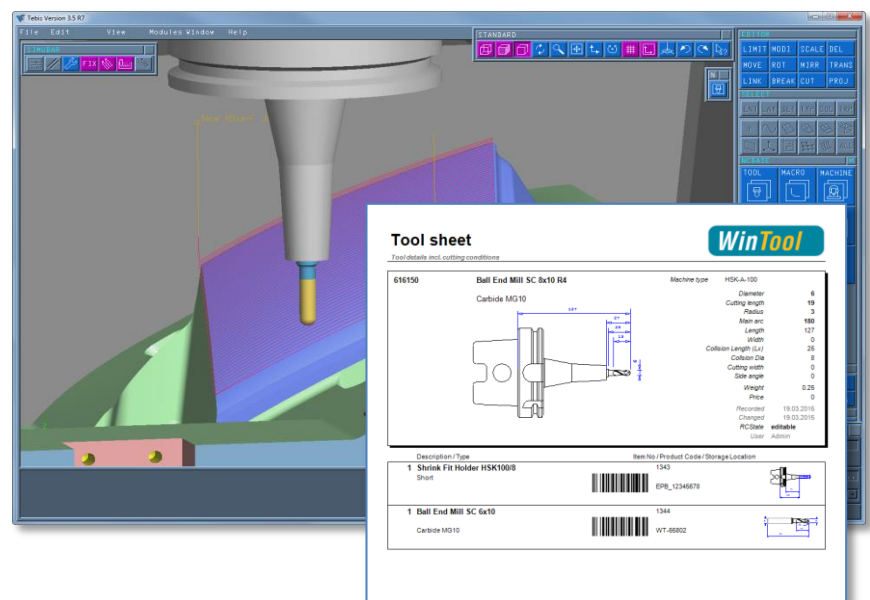 Tebis Version 3.5 R7
File Edit View Modules Window Help
SIMUBAR
FIX
STANDARD
EDITOR
LIMIT MODI SCALE DEL
MOVE ROT MIRR TRANS
LINK BREAK CUT PROJ
SELECT
NCBASE
TOOL MACRO MACHINE
N
Z
Tool sheet
WinTool
Tool details incl. cutting conditions
616150 Ball End Mill SC 8x10 R4 Machine type HSK-A-100
Carbide MG10
Diameter 6
Cutting length 19
Radius 3
Main arc 180
Length 127
Width 0
Collision Length (Lx) 25
Collsion Dia 8
Cutting width 0
Side angle 0
Weight 0.25
Price 0
Recorded 19.03.2015
Changed 19.03.2015
RCState editable
User Admin
127
Description / Type Item No / Product Code / Storage Location
1 Shrink Fit Holder HSK100/8 1343
Short EPB_12345678
1 Ball End Mill SC 6x10 1344
Carbide MG10 WT-66802